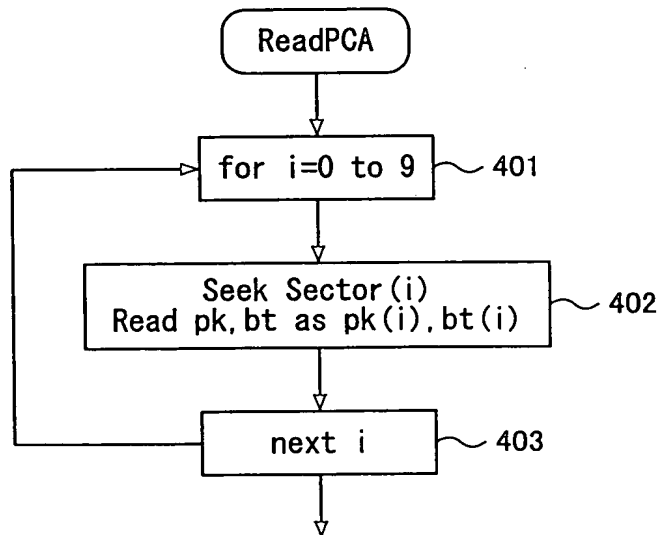 ReadPCA
for i=0 to 9
401
Seek Sector(i)
Read pk,bt as pk(i),bt(i)
402
next i
403